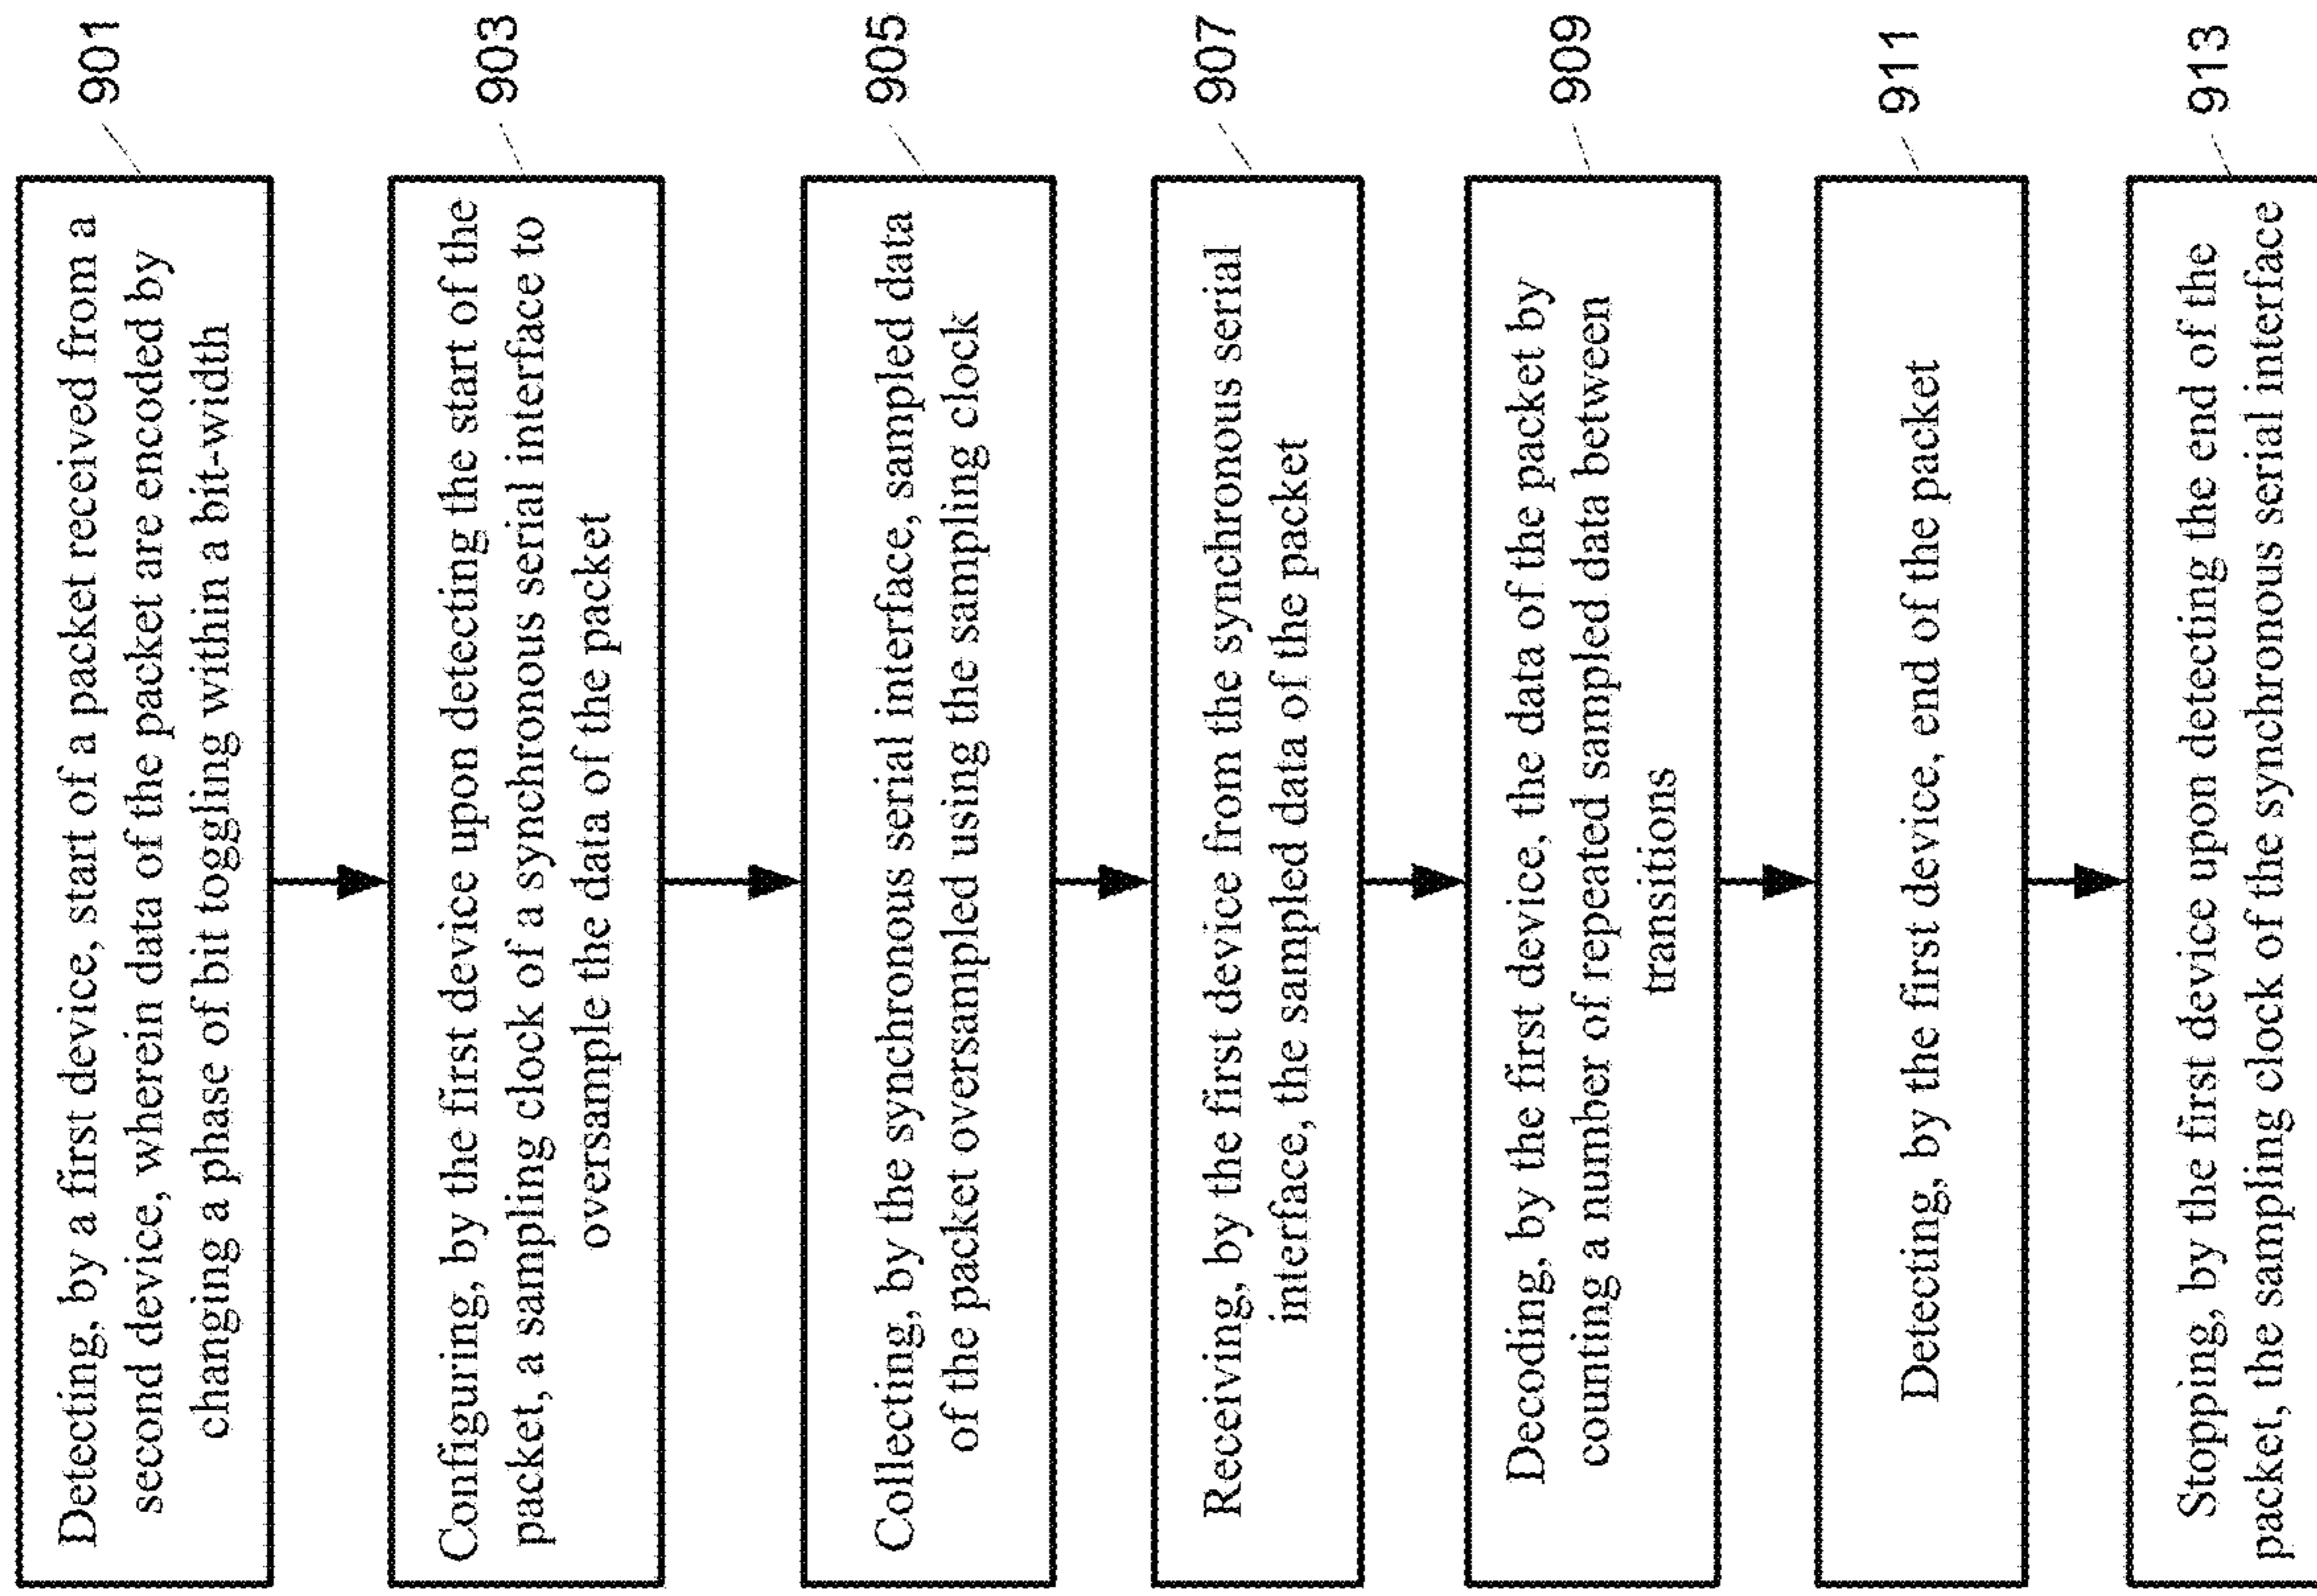 Detecting, by a first device, start of a packet received from a
second device, wherein data of the packet are encoded by
changing a phase of bit toggling within a bit-width
901
Configuring, by the first device upon detecting the start of the
packet, a sampling clock of a synchronous serial interface to
oversample the data of the packet
903
Collecting, by the synchronous serial interface, sampled data
of the packet oversampled using the sampling clock
905
Receiving, by the first device from the synchronous serial
interface, the sampled data of the packet
907
Decoding, by the first device, the data of the packet by
counting a number of repeated sampled data between
transitions
909
Detecting, by the first device, end of the packet
911
Stopping, by the first device upon detecting the end of the
packet, the sampling clock of the synchronous serial interface
913